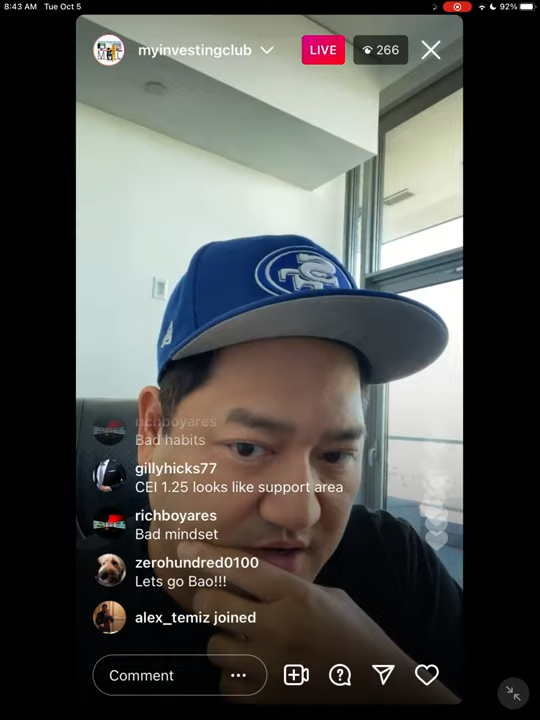 8:43 AM Tue Oct 5
92%
myinvestingclub
LIVE
266
richboyares
Bad habits
gillyhicks77
CEI 1.25 looks like support area
richboyares
Bad mindset
zerohundred0100
Lets go Bao!!!
alex_temiz joined
Comment